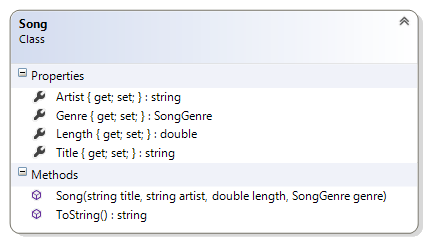 Song
Class
Properties
Artist { get; set; } : string
Genre { get; set; } : SongGenre
Length { get; set; } : double
Title { get; set; } : string
Methods
Song(string title, string artist, double length, SongGenre genre)
ToString() : string